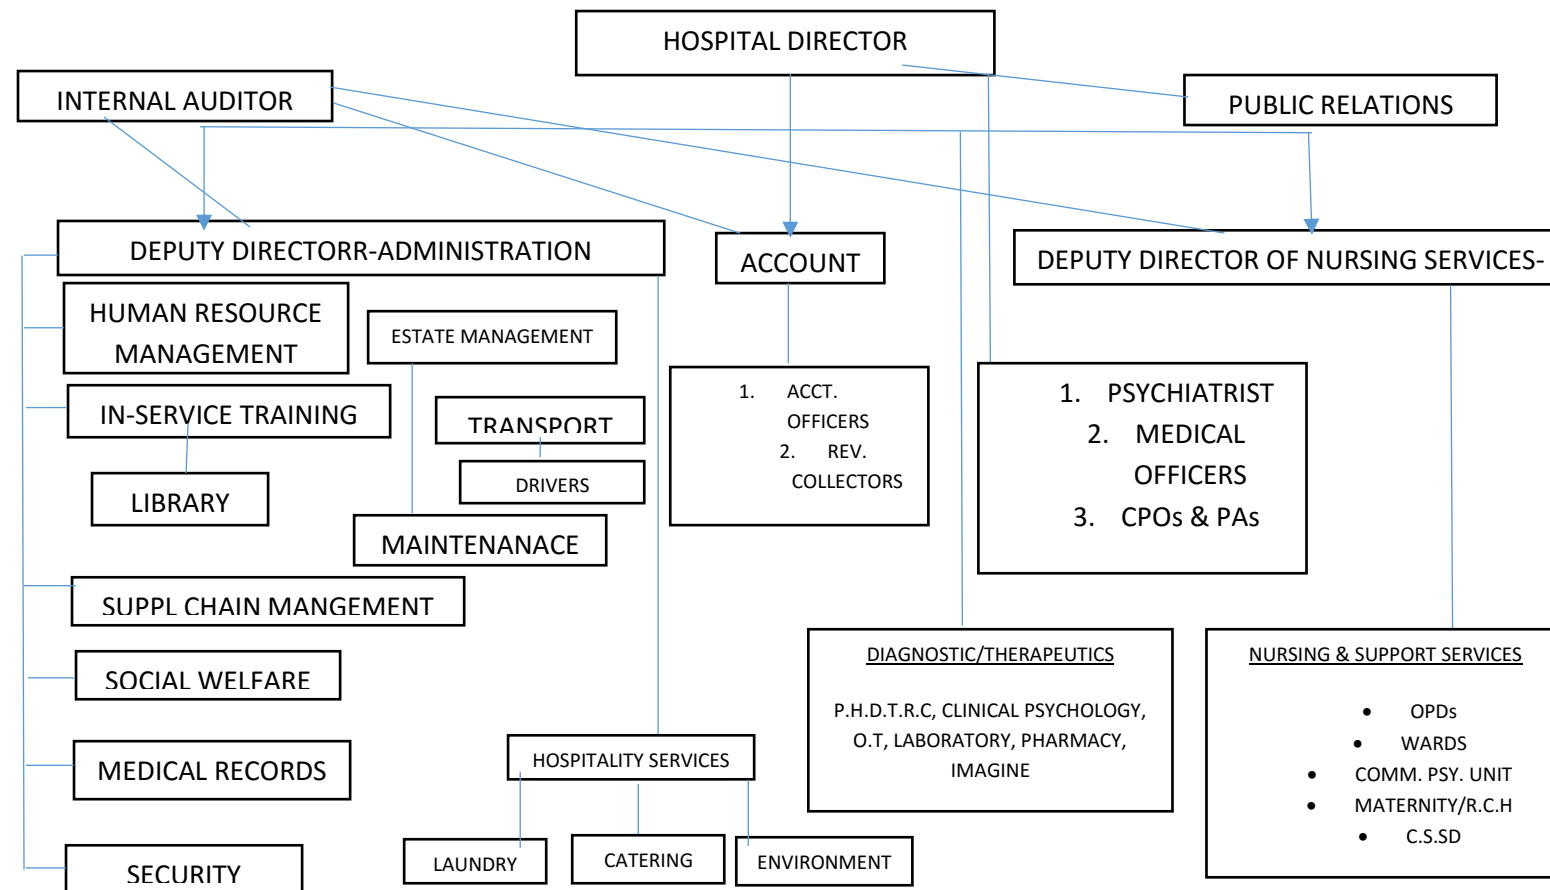 HOSPITAL DIRECTOR
INTERNAL AUDITOR
PUBLIC RELATIONS
DEPUTY DIRECTORR-ADMINISTRATION
ACCOUNT
DEPUTY DIRECTOR OF NURSING SERVICES-
HUMAN RESOURCE
MANAGEMENT
ESTATE MANAGEMENT
IN-SERVICE TRAINING
TRANSPORT
DRIVERS
LIBRARY
MAINTENANACE
1. ACCT.
OFFICERS
2. REV.
COLLECTORS
1. PSYCHIATRIST
2. MEDICAL
OFFICERS
3. CPOs & PAs
SUPPL CHAIN MANGEMENT
SOCIAL WELFARE
MEDICAL RECORDS
SECURITY
HOSPITALITY SERVICES
LAUNDRY
CATERING
ENVIRONMENT
DIAGNOSTIC/THERAPEUTICS
P.H.D.T.R.C, CLINICAL PSYCHOLOGY,
O.T, LABORATORY, PHARMACY,
IMAGINE
NURSING & SUPPORT SERVICES
• OPDs
• WARDS
• COMM. PSY. UNIT
• MATERNITY/R.C.H
• C.S.SD